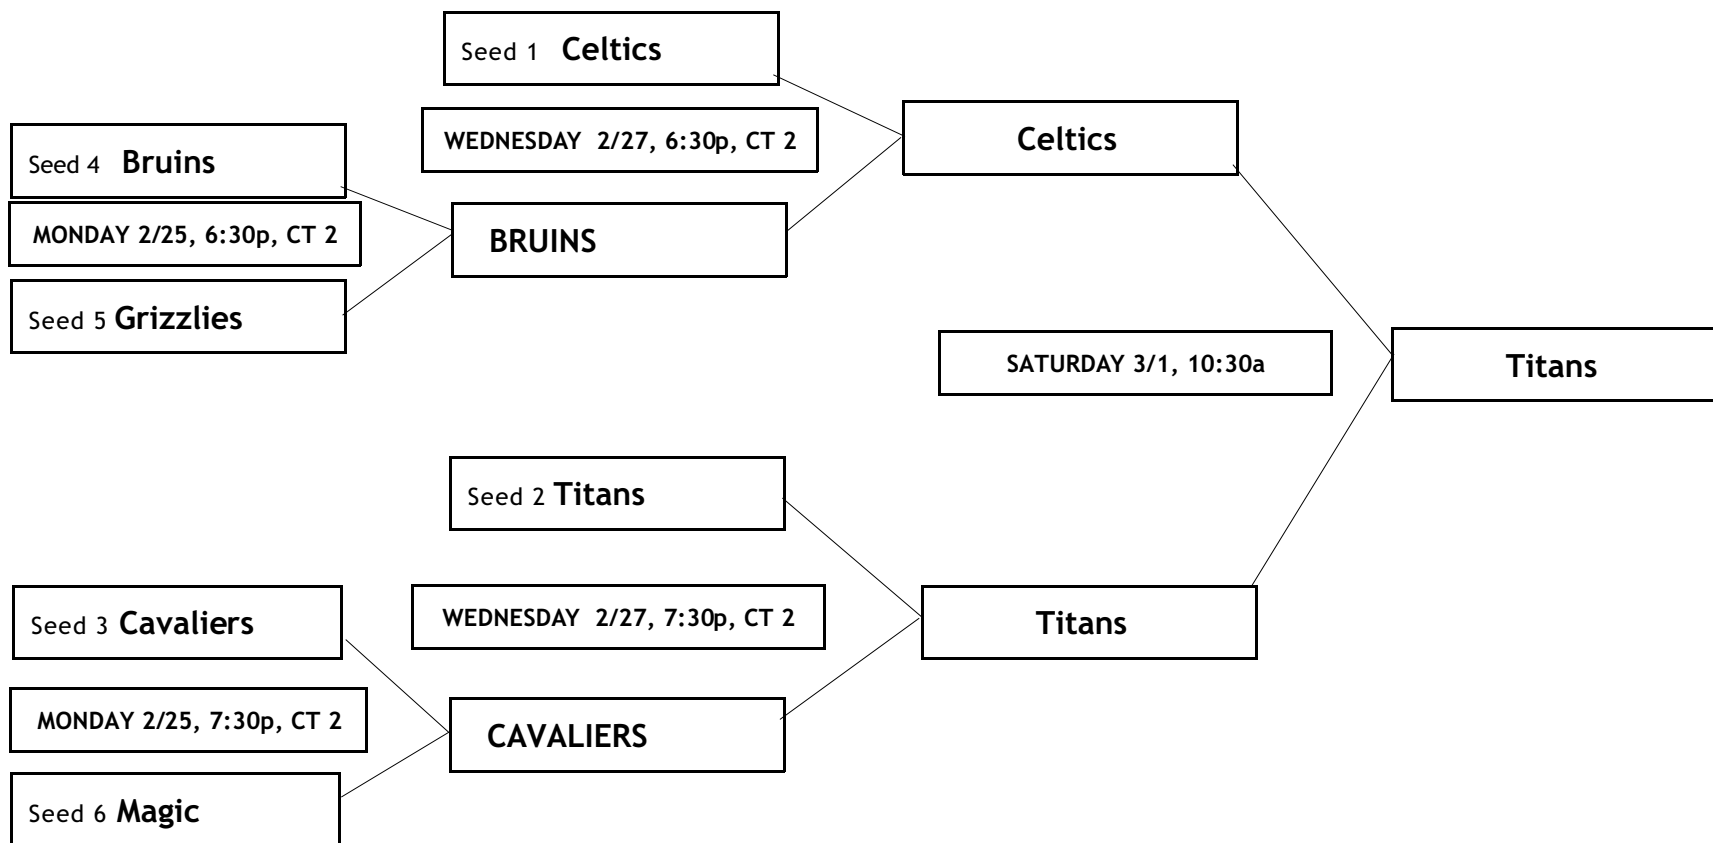 Seed 1 Celtics
WEDNESDAY 2/27, 6:30p, CT 2
Celtics
Seed 4 Bruins
MONDAY 2/25, 6:30p, CT 2
BRUINS
Seed 5 Grizzlies
SATURDAY 3/1, 10:30a
Titans
Seed 2 Titans
Seed 3 Cavaliers
WEDNESDAY 2/27, 7:30p, CT 2
Titans
MONDAY 2/25, 7:30p, CT 2
CAVALIERS
Seed 6 Magic